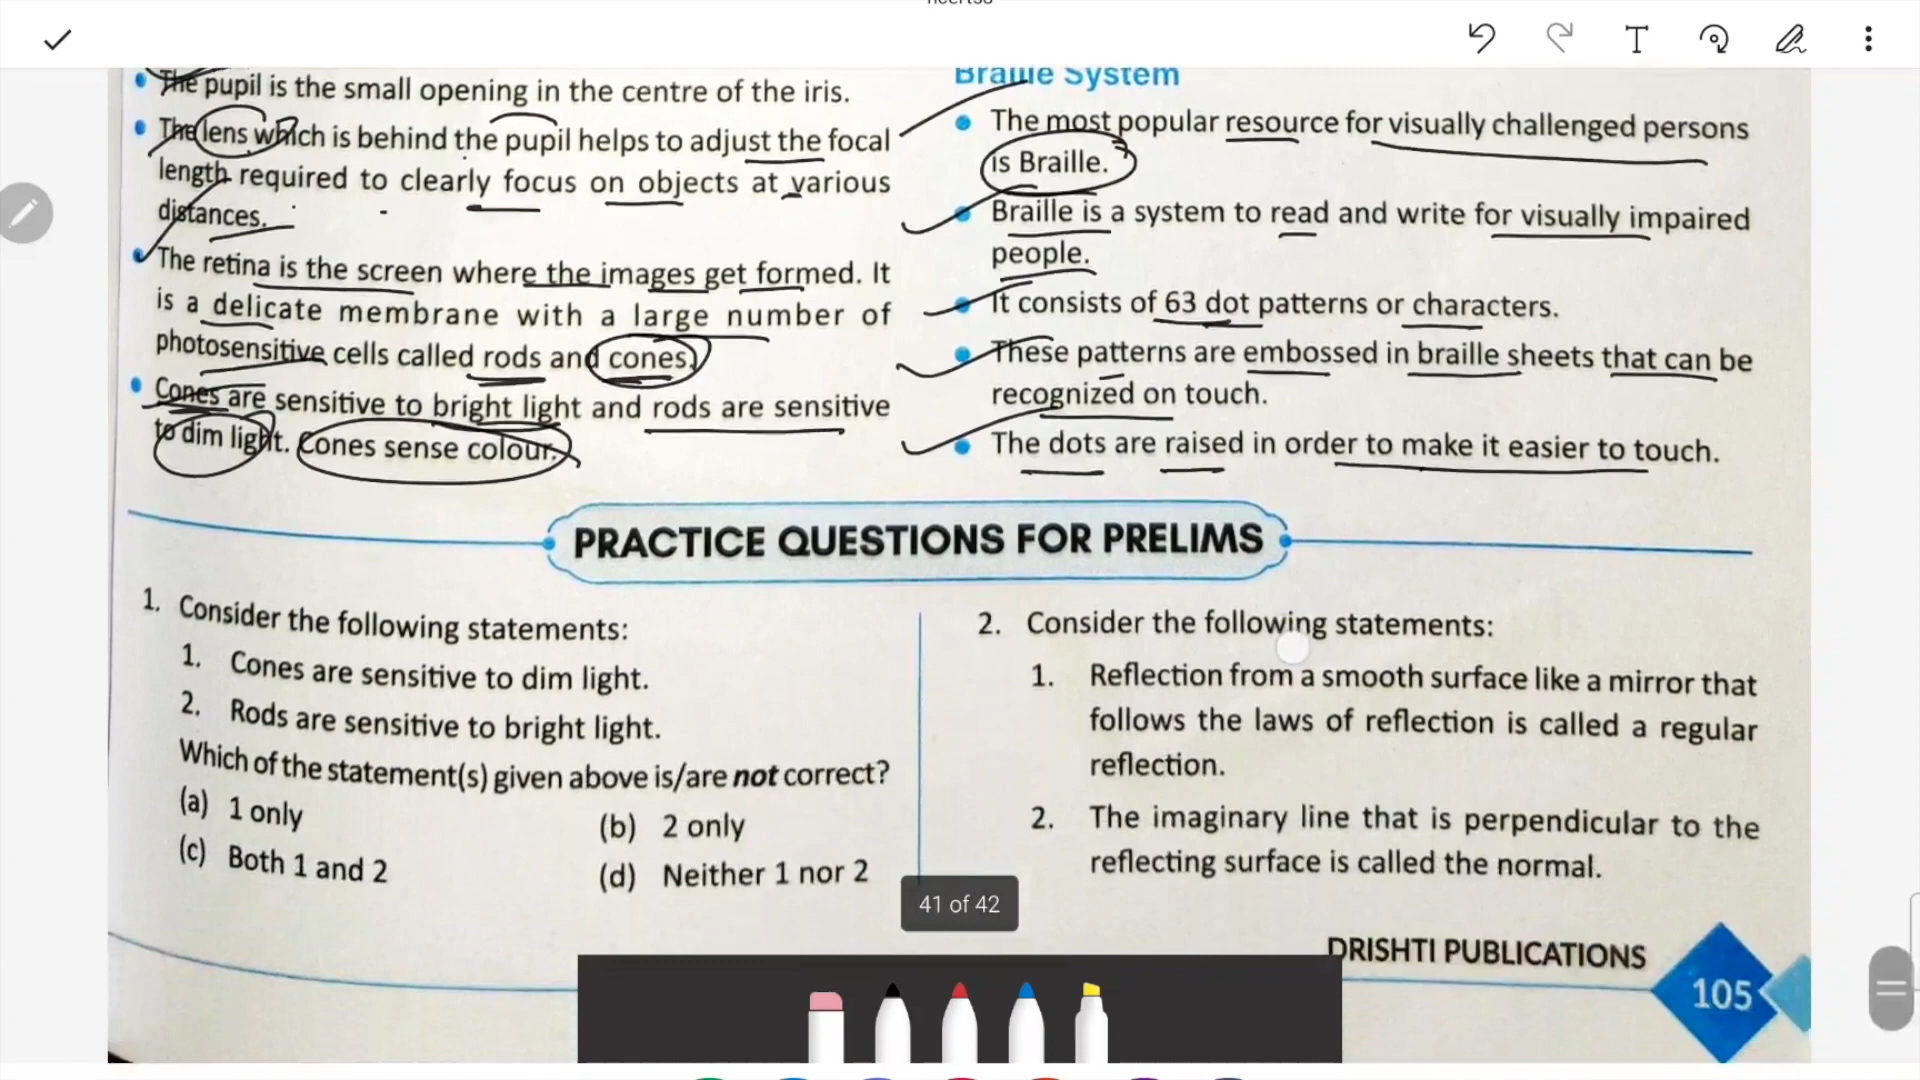 The pupil is the small opening in the centre of the iris.
The lens which is behind the pupil helps to adjust the focal
length required to clearly focus on objects at various
distances.
The retina is the screen where the images get formed. It
is a delicate membrane with a large number of
photosensitive cells called rods and cones.
Cones are sensitive to bright light and rods are sensitive
to dim light. Cones sense colour.
Braille System
The most popular resource for visually challenged persons
is Braille.
Braille is a system to read and write for visually impaired
people.
It consists of 63 dot patterns or characters.
These patterns are embossed in braille sheets that can be
recognized on touch.
The dots are raised in order to make it easier to touch.
PRACTICE QUESTIONS FOR PRELIMS
1. Consider the following statements:
1. Cones are sensitive to dim light.
2. Rods are sensitive to bright light.
Which of the statement(s) given above is/are not correct?
(a) 1 only
(b) 2 only
(c) Both 1 and 2
(d) Neither 1 nor 2
2. Consider the following statements:
1. Reflection from a smooth surface like a mirror that
follows the laws of reflection is called a regular
reflection.
2. The imaginary line that is perpendicular to the
reflecting surface is called the normal.
41 of 42
DRISHTI PUBLICATIONS
105